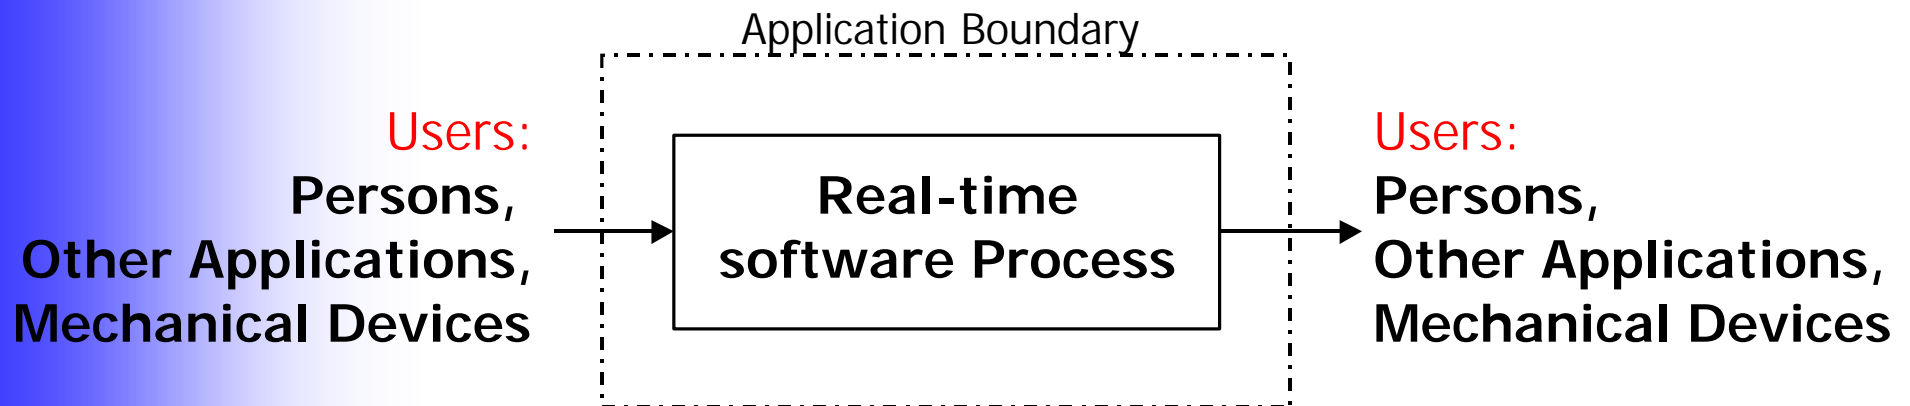 Application Boundary
Users:
Persons,
Other Applications,
Mechanical Devices
Real-time
software Process
Users:
Persons,
Other Applications,
Mechanical Devices